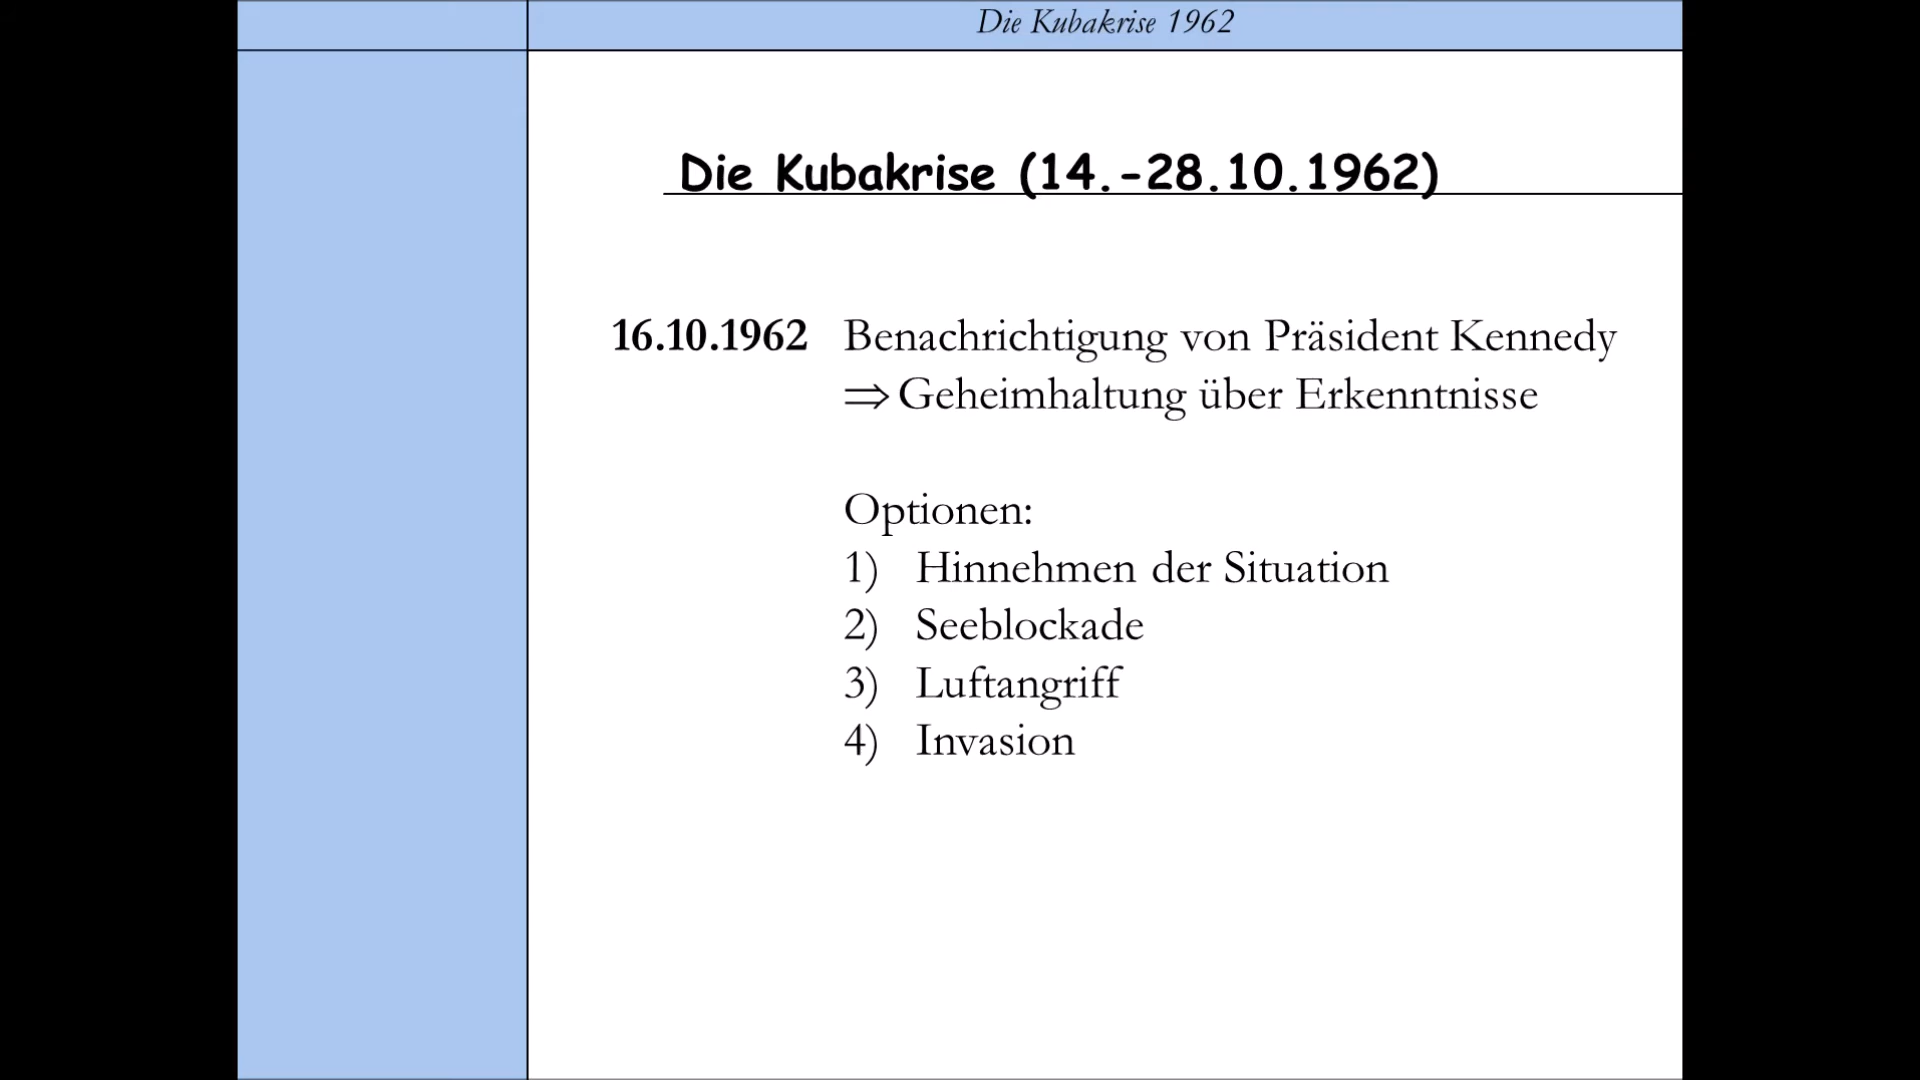 Die Kubakrise 1962
Die Kubakrise (14.-28.10.1962)
16.10.1962 Benachrichtigung von Präsident Kennedy
⇒ Geheimhaltung über Erkenntnisse
Optionen:
1) Hinnehmen der Situation
2) Seeblockade
3) Luftangriff
4) Invasion